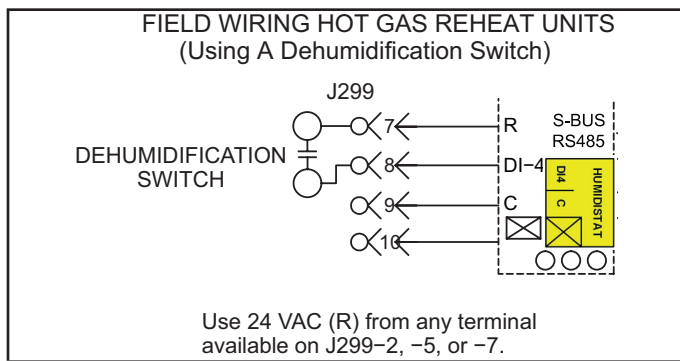 FIELD WIRING HOT GAS REHEAT UNITS
(Using A Dehumidification Switch)
J299
DEHUMIDIFICATION
SWITCH
7
R
8
DI−4
9
C
10
S-BUS
RS485
DI4
C
HUMIDISTAT
Use 24 VAC (R) from any terminal
available on J299−2, −5, or −7.